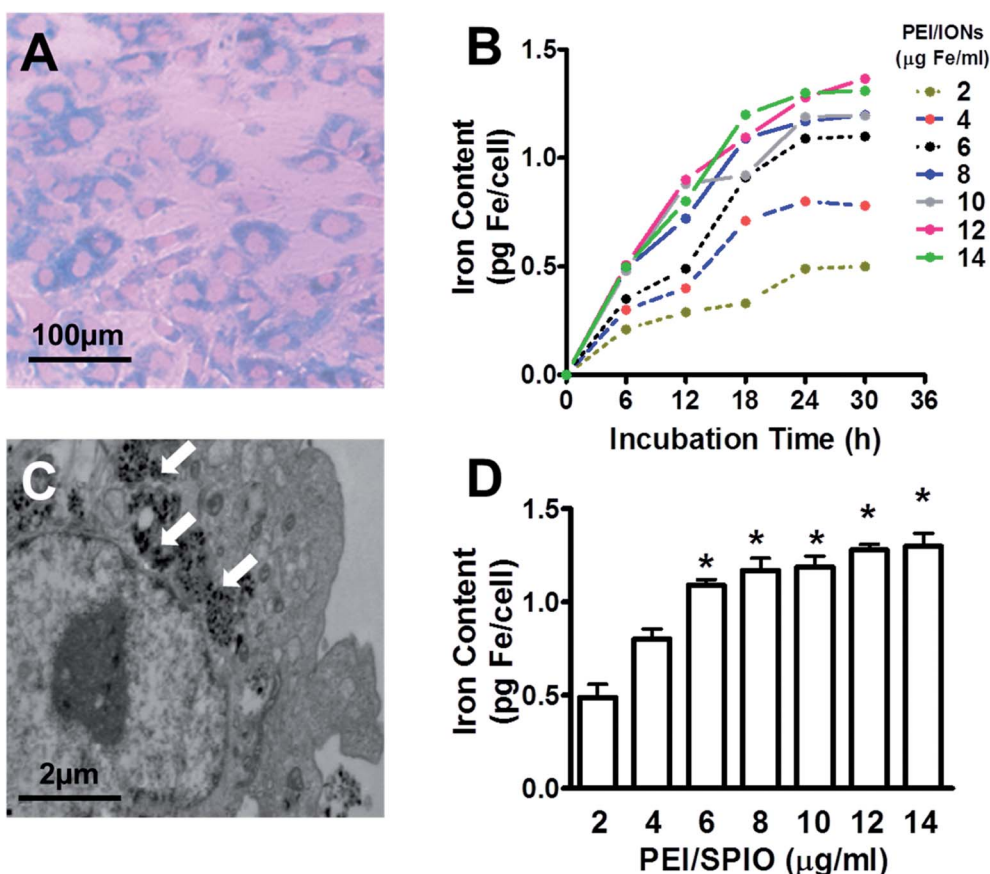 A
100µm
B
PEI/IONs
(µg Fe/ml)
2
4
6
8
10
12
14
Iron Content
(pg Fe/cell)
1.5
1.0
0.5
0.0
0 6 12 18 24 30 36
Incubation Time (h)
C
2µm
D
Iron Content
(pg Fe/cell)
1.5
1.0
0.5
0.0
* * * * *
2 4 6 8 10 12 14
PEI/SPIO (µg/ml)